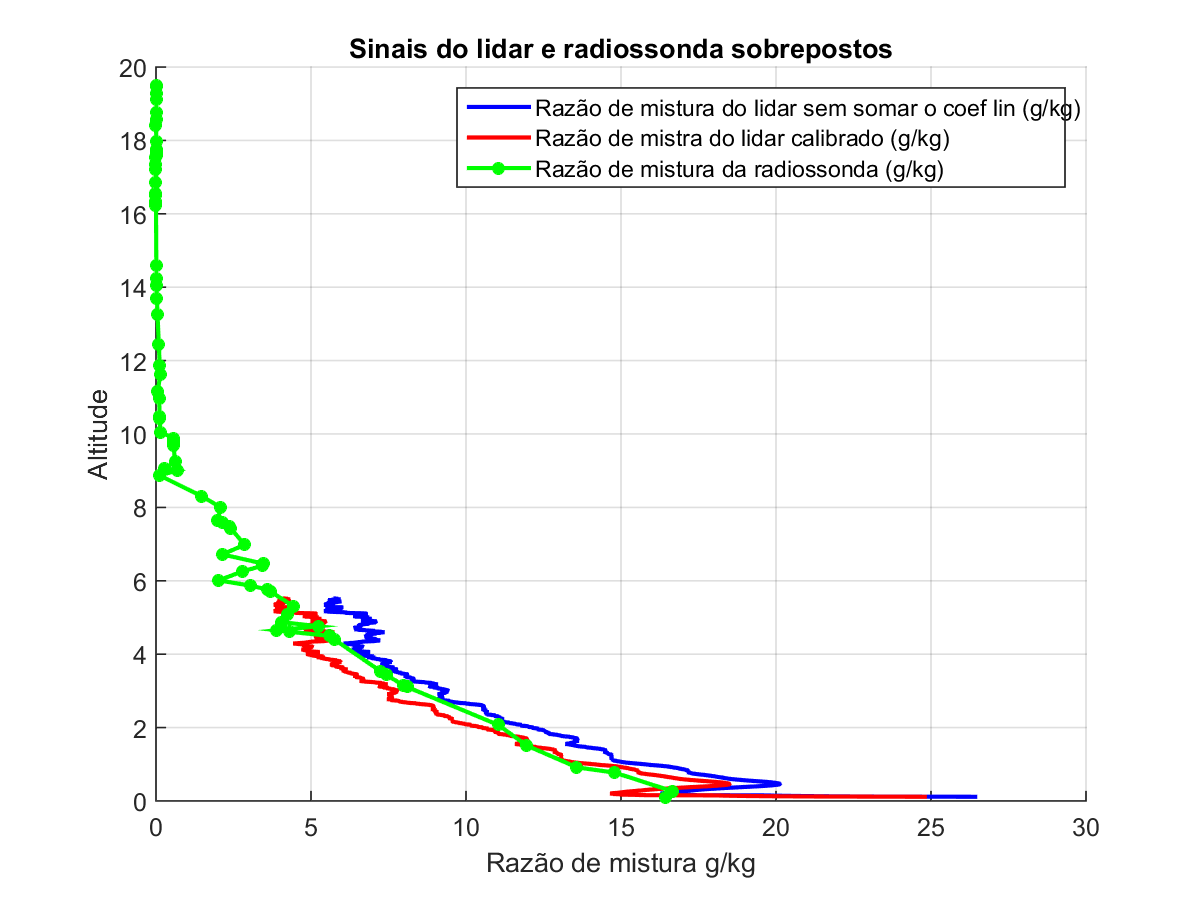 Sinais do lidar e radiossonda sobrepostos
20
18
16
14
12
10
8
6
4
2
0
Altitude
Razão de mistura do lidar sem somar o coef lin (g/kg)
Razão de mistra do lidar calibrado (g/kg)
Razão de mistura da radiossonda (g/kg)
0 5 10 15 20 25 30
Razão de mistura g/kg